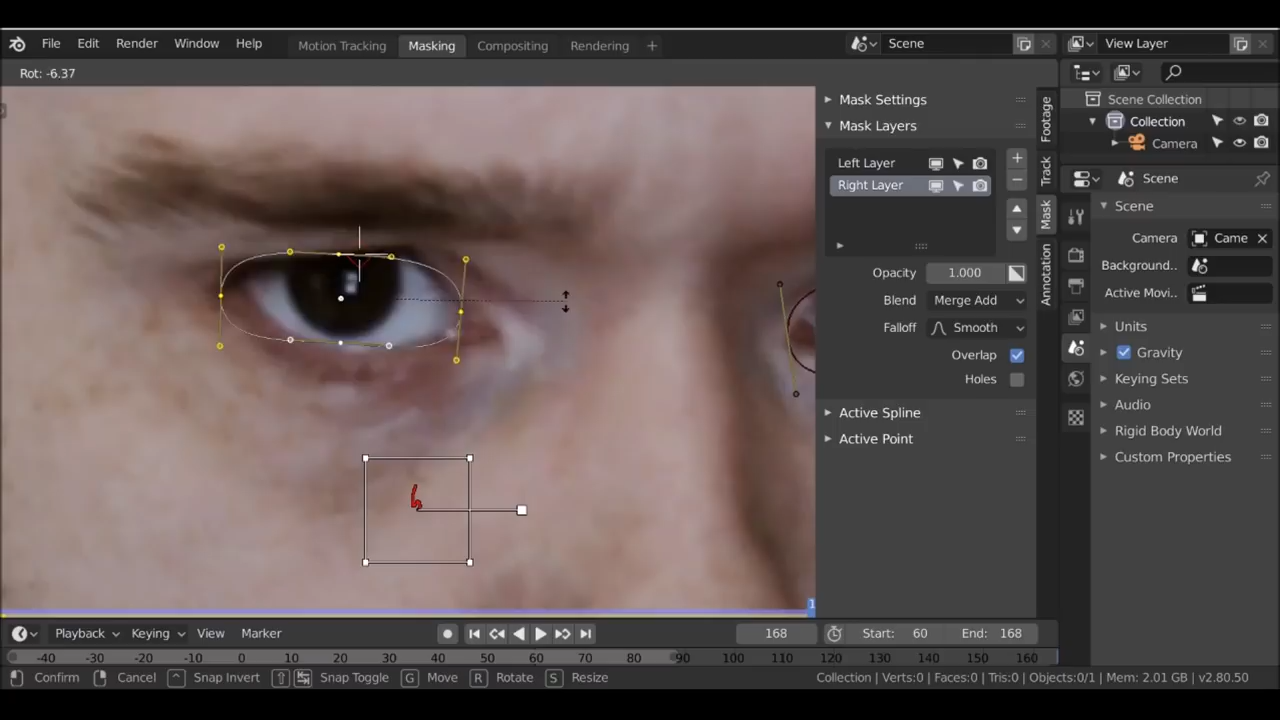 File Edit Render Window Help Motion Tracking Masking Compositing Rendering + Scene View Layer
Rot: -6.37
Mask Settings
Mask Layers
Left Layer
Right Layer
Opacity 1.000
Blend Merge Add
Falloff Smooth
Overlap
Holes
Active Spline
Active Point
Footage
Track
Mask
Annotation
Scene Collection
Collection
Camera
Scene
Scene
Camera Came
Background..
Active Movi..
Units
Gravity
Keying Sets
Audio
Rigid Body World
Custom Properties
1
Playback Keying View Marker 168 Start: 60 End: 168
-40 -30 -20 -10 0 10 20 30 40 50 60 70 80 90 100 110 120 130 140 150 160
Confirm Cancel ^ Snap Invert Snap Toggle G Move R Rotate S Resize Collection | Verts:0 | Faces:0 | Tris:0 | Objects:0/1 | Mem: 2.01 GB | v2.80.50